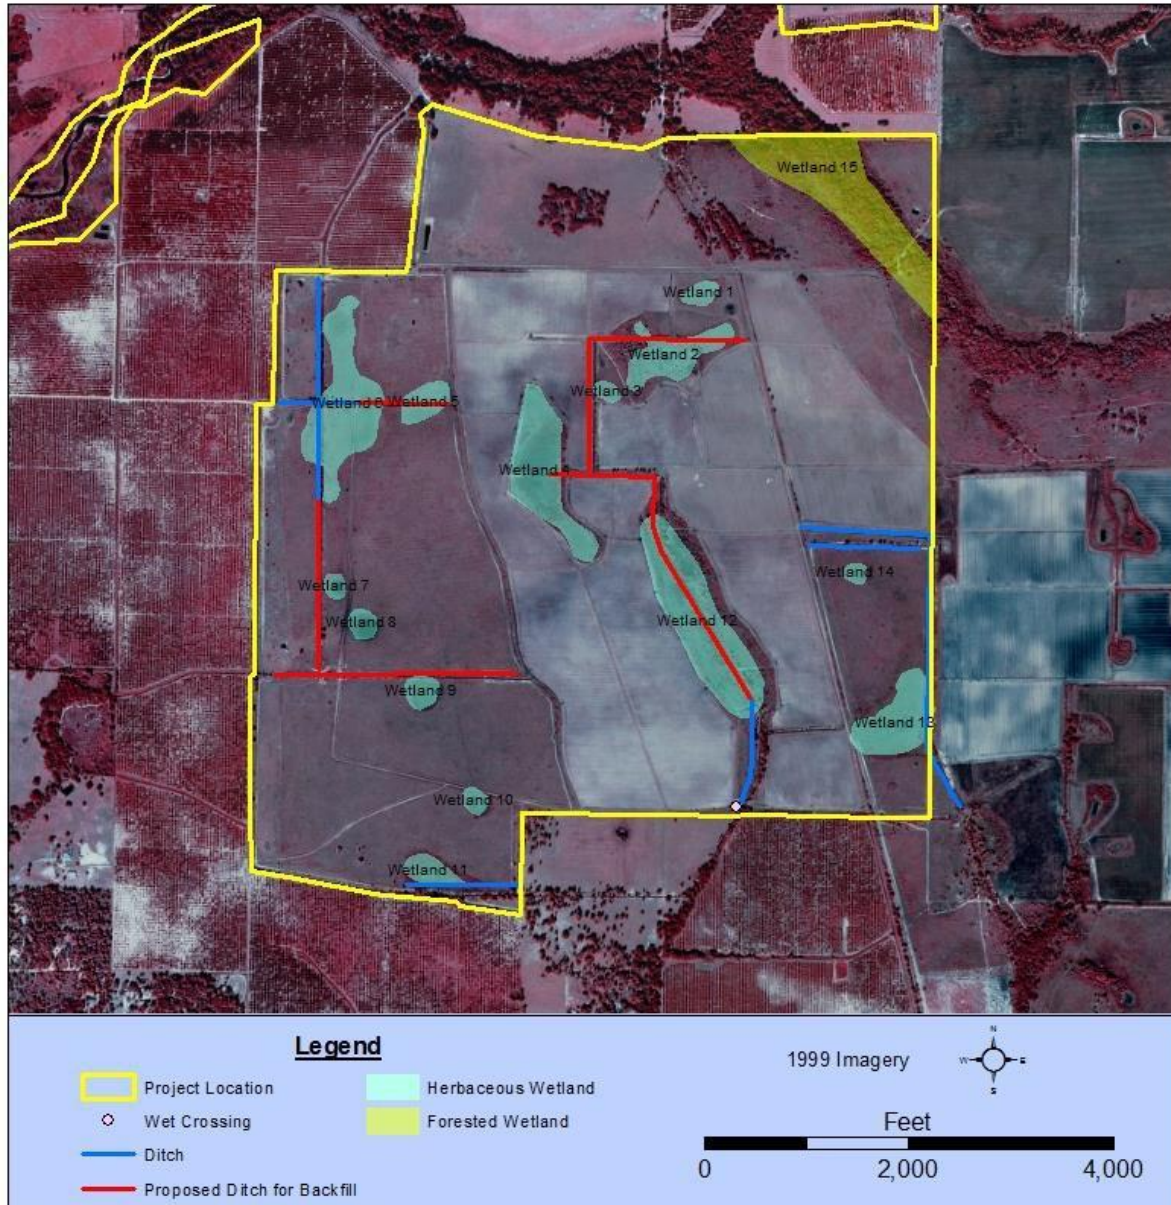 Wetland 15
Wetland 1
Wetland 2
Wetland 3
Wetland 6
Wetland 5
Wetland 4
Wetland 14
Wetland 7
Wetland 8
Wetland 12
Wetland 9
Wetland 13
Wetland 10
Wetland 11
Legend
Project Location
Wet Crossing
Ditch
Proposed Ditch for Backfill
Herbaceous Wetland
Forested Wetland
1999 Imagery
N
W
E
S
Feet
0 2,000 4,000